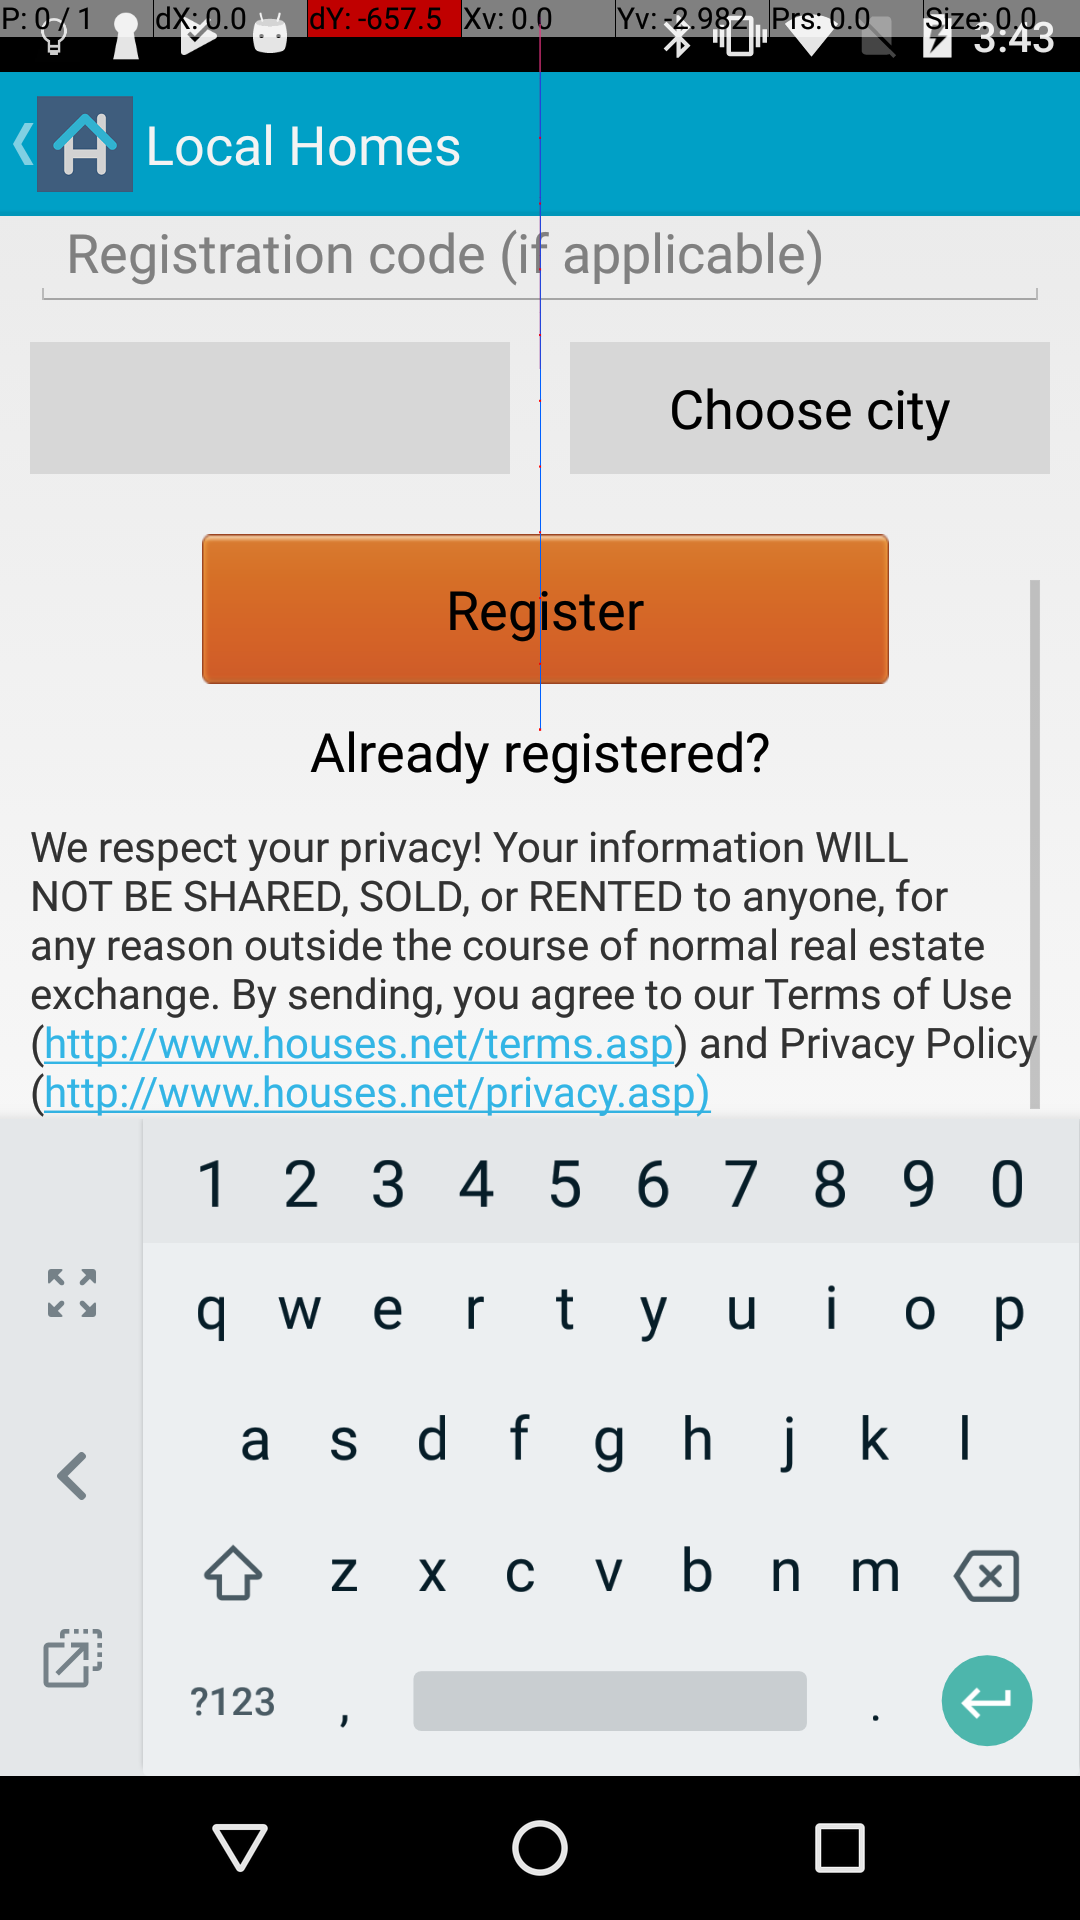 P: 0 / 1 dX: 0.0 dY: -657.5 Xv: 0.0 Yv: -2.982 Prs: 0.0 Size: 0.0
3:43
Local Homes
Registration code (if applicable)
Choose city
Register
Already registered?
We respect your privacy! Your information WILL
NOT BE SHARED, SOLD, or RENTED to anyone, for
any reason outside the course of normal real estate
exchange. By sending, you agree to our Terms of Use
(http://www.houses.net/terms.asp) and Privacy Policy
(http://www.houses.net/privacy.asp)
1 2 3 4 5 6 7 8 9 0
q w e r t y u i o p
a s d f g h j k l
z x c v b n m
?123 , .